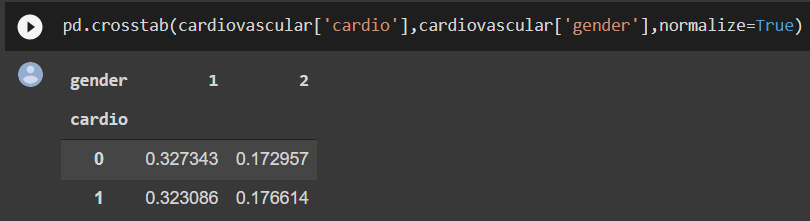 pd.crosstab(cardiovascular['cardio'],cardiovascular['gender'],normalize=True)
gender 1 2
cardio
0 0.327343 0.172957
1 0.323086 0.176614